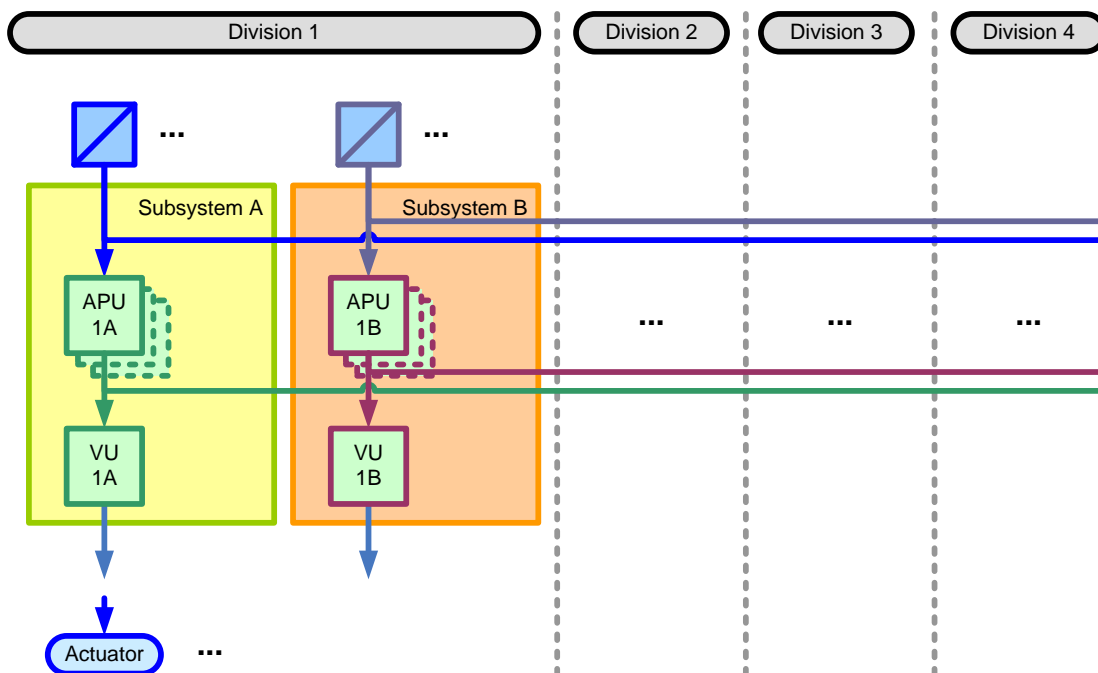 Division 1
Division 2
Division 3
Division 4
...
...
Subsystem A
Subsystem B
APU
1A
APU
1B
...
...
...
VU
1A
VU
1B
Actuator
...